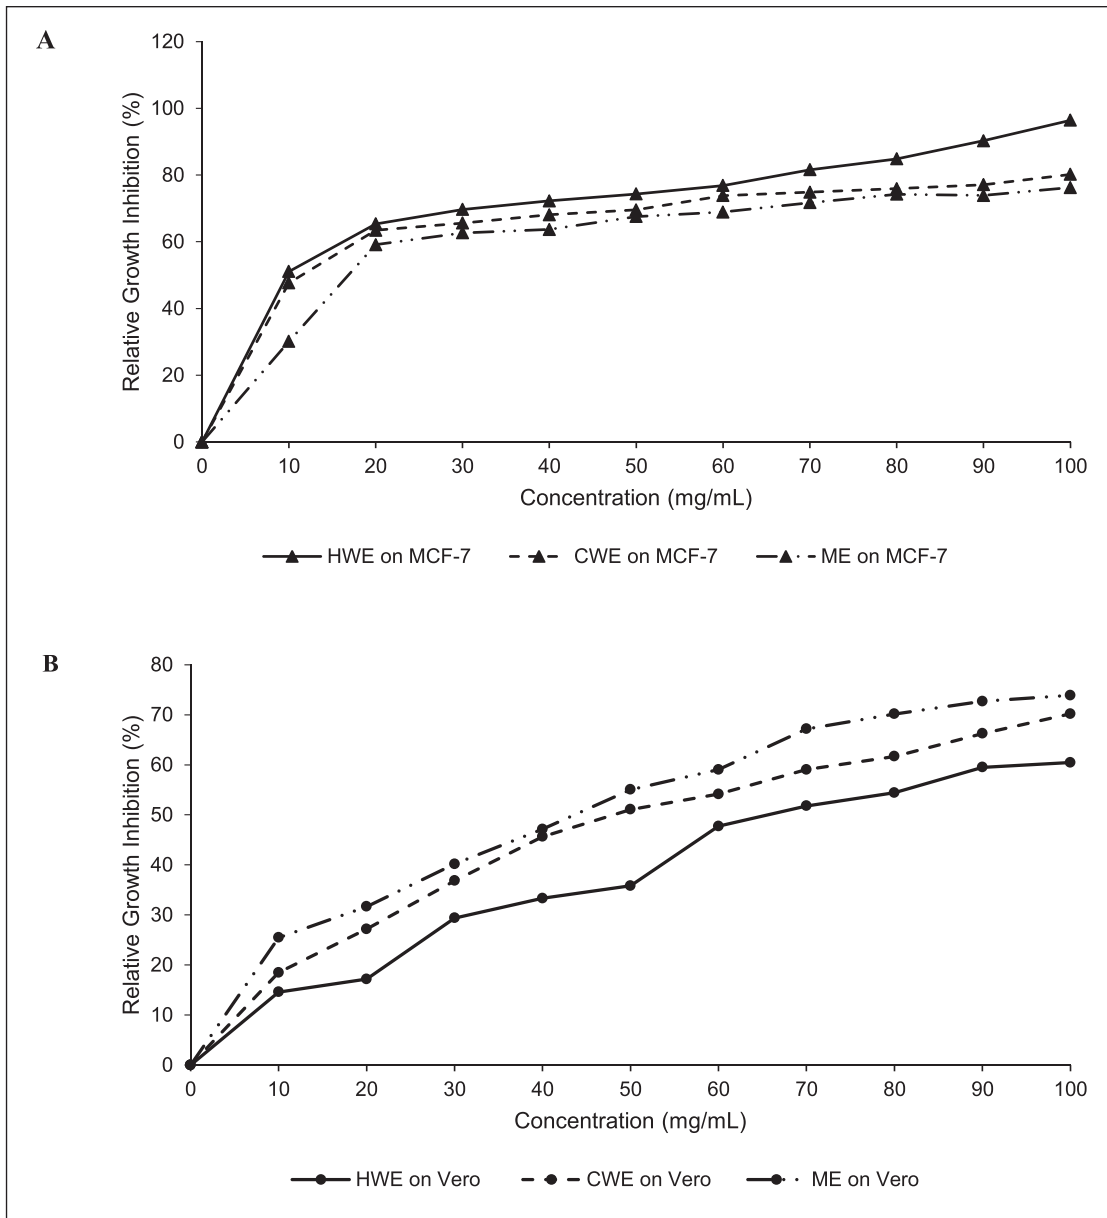 A
120
100
80
60
40
20
0
Relative Growth Inhibition (%)
0 10 20 30 40 50 60 70 80 90 100
Concentration (mg/mL)
HWE on MCF-7 CWE on MCF-7 ME on MCF-7
B
80
70
60
50
40
30
20
10
0
Relative Growth Inhibition (%)
0 10 20 30 40 50 60 70 80 90 100
Concentration (mg/mL)
HWE on Vero CWE on Vero ME on Vero